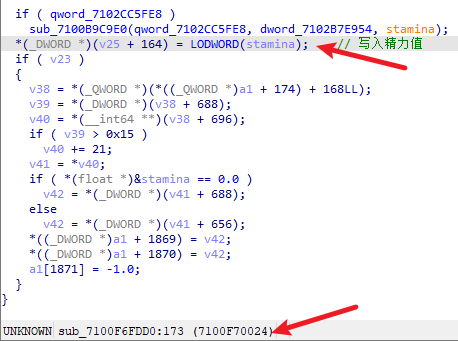 if ( qword_7102CC5FE8 )
sub_7100B9C9E0(qword_7102CC5FE8, dword_7102B7E954, stamina);
*(_DWORD *)(v25 + 164) = LODWORD(stamina); // 写入精力值
if ( v23 )
{
v38 = *(_QWORD *)(*((_QWORD *)a1 + 174) + 168LL);
v39 = *(_DWORD *)(v38 + 688);
v40 = *(__int64 **)(v38 + 696);
if ( v39 > 0x15 )
v40 += 21;
v41 = *v40;
if ( *(float *)&stamina == 0.0 )
v42 = *(_DWORD *)(v41 + 688);
else
v42 = *(_DWORD *)(v41 + 656);
*((_DWORD *)a1 + 1869) = v42;
*((_DWORD *)a1 + 1870) = v42;
a1[1871] = -1.0;
}
}
UNKNOWN sub_7100F6FDD0:173 (7100F70024)